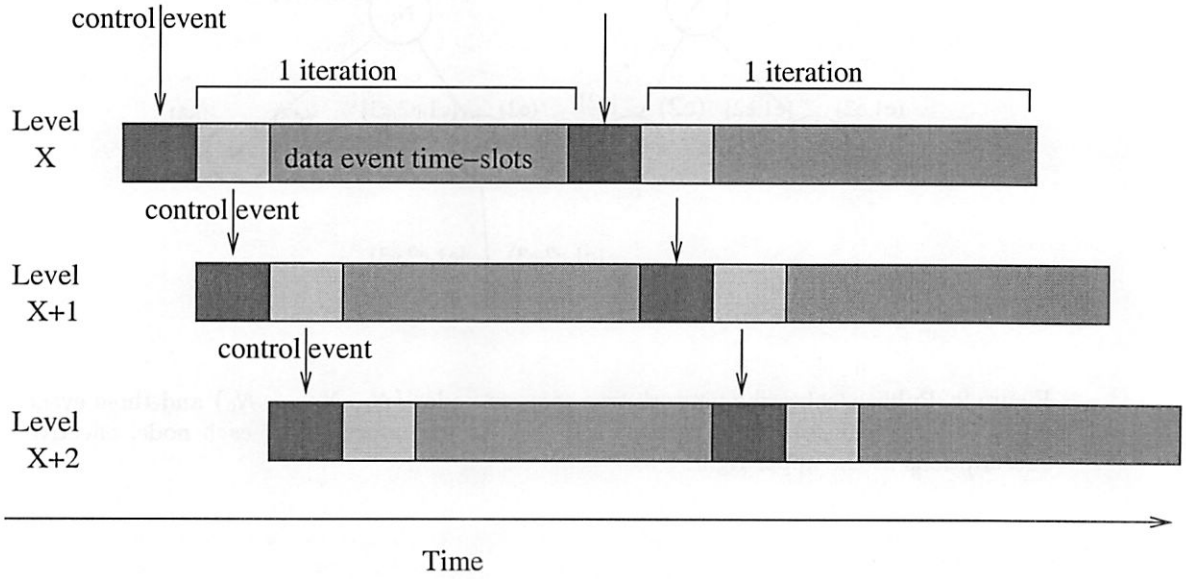 control event
1 iteration
1 iteration
Level
X
data event time-slots
control event
Level
X+1
control event
Level
X+2
Time